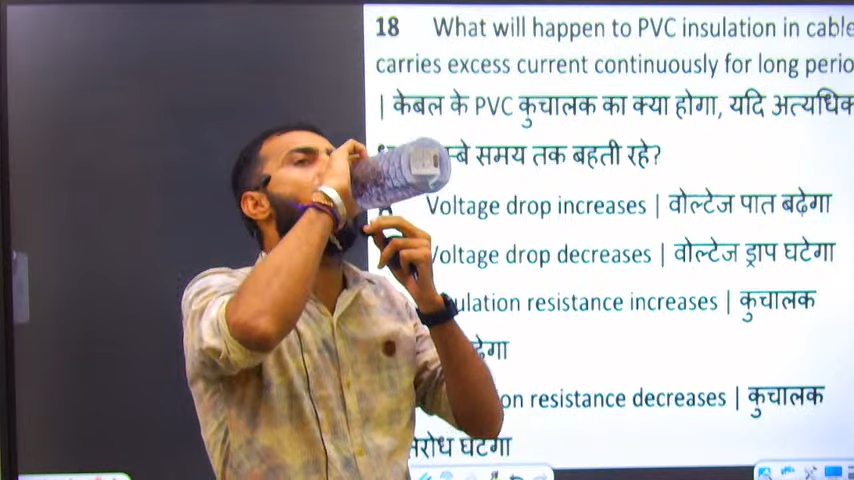 18 What will happen to PVC insulation in cable
carries excess current continuously for long perio
| केबल के PVC कुचालक का क्या होगा, यदि अत्यधिक
समय तक बहती रहे?
Voltage drop increases | वोल्टेज पात बढ़ेगा
Voltage drop decreases | वोल्टेज ड्राप घटेगा
ulation resistance increases | कुचालक
ढ़ेगा
on resistance decreases | कुचालक
रोध घटेगा